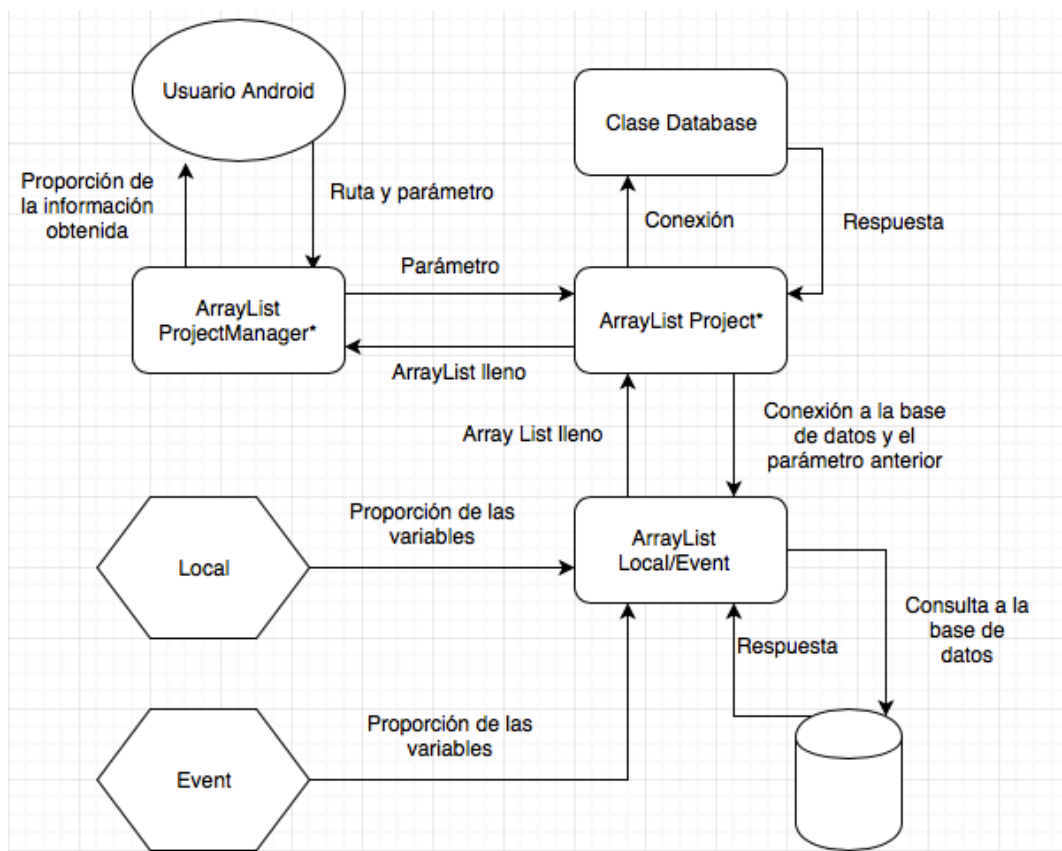 Usuario Android
Clase Database
Proporción de
la información
obtenida
Ruta y parámetro
Conexión
Respuesta
Parámetro
ArrayList
ProjectManager*
ArrayList Project*
ArrayList lleno
Array List lleno
Conexión a la base
de datos y el
parámetro anterior
Proporción de las
variables
Local
ArrayList
Local/Event
Consulta a la
base de
datos
Respuesta
Proporción de las
variables
Event